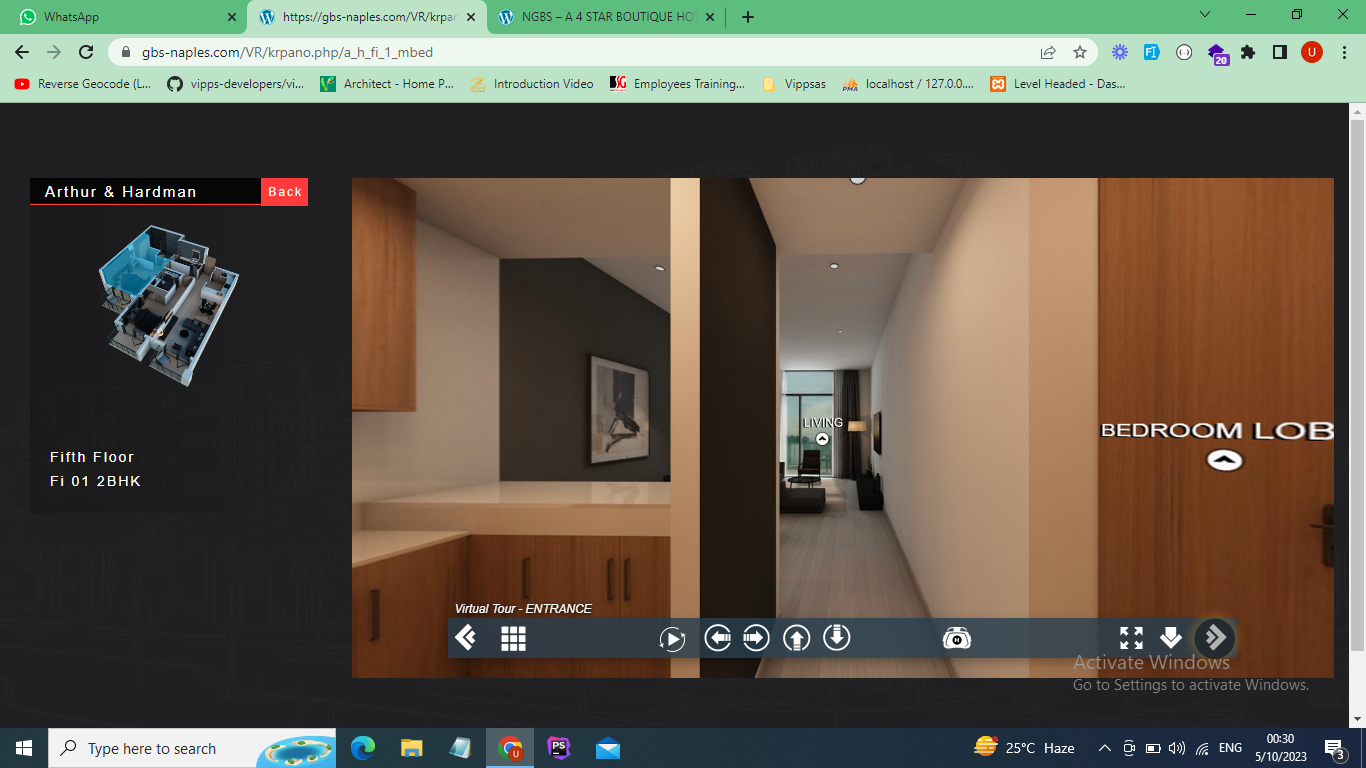 WhatsApp
https://gbs-naples.com/VR/krpan
NGBS – A 4 STAR BOUTIQUE HOT
gbs-naples.com/VR/krpano.php/a_h_fi_1_mbed
20
U
Reverse Geocode (L...
vipps-developers/vi...
Architect - Home P...
Introduction Video
Employees Training...
Vippsas
localhost / 127.0.0....
Level Headed - Das...
Arthur & Hardman
Back
Fifth Floor
Fi 01 2BHK
LIVING
BEDROOM LOB
Virtual Tour - ENTRANCE
Activate Windows
Go to Settings to activate Windows.
Type here to search
U
PS
25°C Haze
ENG
00:30
5/10/2023
3